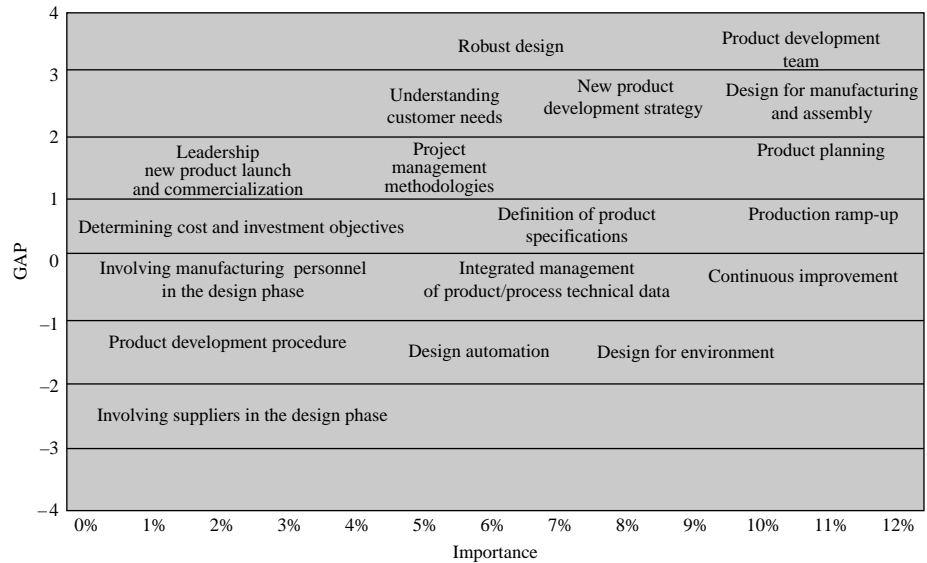 4
Robust design
Product development
team
3
Understanding
customer needs
New product
development strategy
Design for manufacturing
and assembly
2
Leadership
new product launch
and commercialization
Project
management
methodologies
Product planning
1
Determining cost and investment objectives
Definition of product
specifications
Production ramp-up
GAP
0
Involving manufacturing personnel
in the design phase
Integrated management
of product/process technical data
Continuous improvement
–1
Product development procedure
Design automation
Design for environment
–2
Involving suppliers in the design phase
–3
–4
0% 1% 2% 3% 4% 5% 6% 7% 8% 9% 10% 11% 12%
Importance